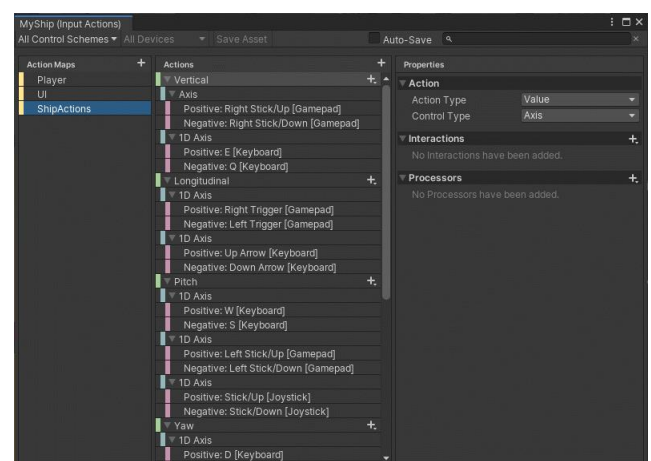 MyShip (Input Actions)
All Control Schemes All Devices Save Asset Auto-Save
Action Maps
Player
UI
ShipActions
Actions
Vertical
Axis
Positive: Right Stick/Up [Gamepad]
Negative: Right Stick/Down [Gamepad]
1D Axis
Positive: E [Keyboard]
Negative: Q [Keyboard]
Longitudinal
1D Axis
Positive: Right Trigger [Gamepad]
Negative: Left Trigger [Gamepad]
1D Axis
Positive: Up Arrow [Keyboard]
Negative: Down Arrow [Keyboard]
Pitch
1D Axis
Positive: W [Keyboard]
Negative: S [Keyboard]
1D Axis
Positive: Left Stick/Up [Gamepad]
Negative: Left Stick/Down [Gamepad]
1D Axis
Positive: Stick/Up [Joystick]
Negative: Stick/Down [Joystick]
Yaw
1D Axis
Positive: D [Keyboard]
Properties
Action
Action Type Value
Control Type Axis
Interactions
No Interactions have been added.
Processors
No Processors have been added.